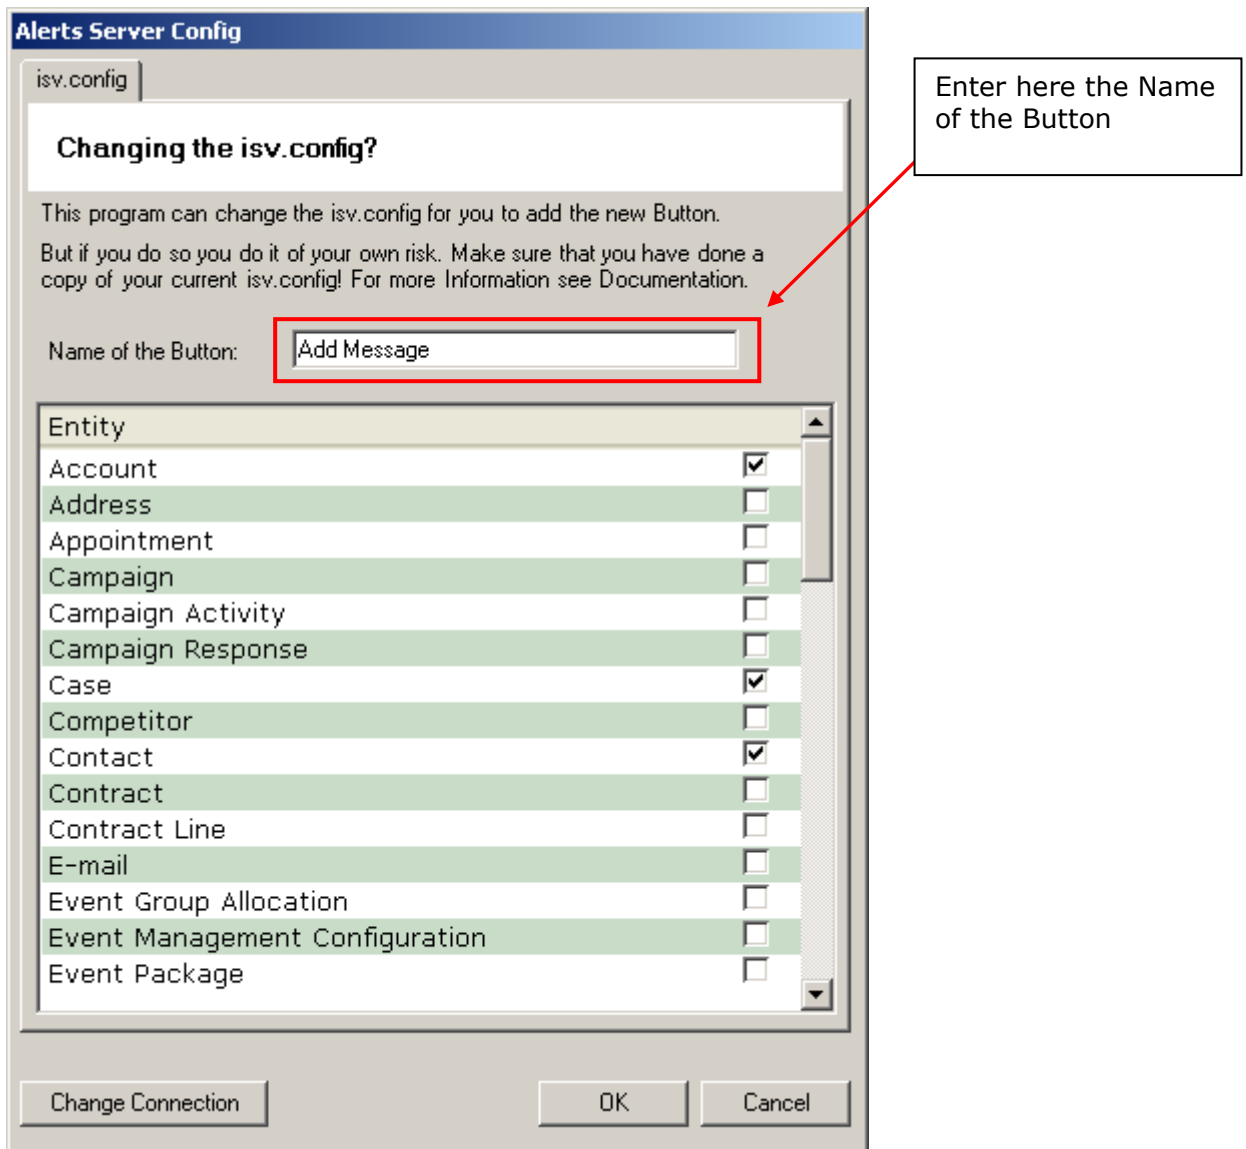 Alerts Server Config
isv.config
Enter here the Name
of the Button
Changing the isv.config?
This program can change the isv.config for you to add the new Button.
But if you do so you do it of your own risk. Make sure that you have done a
copy of your current isv.config! For more Information see Documentation.
Name of the Button:
Add Message
Entity
Account
Address
Appointment
Campaign
Campaign Activity
Campaign Response
Case
Competitor
Contact
Contract
Contract Line
E-mail
Event Group Allocation
Event Management Configuration
Event Package
Change Connection
OK
Cancel